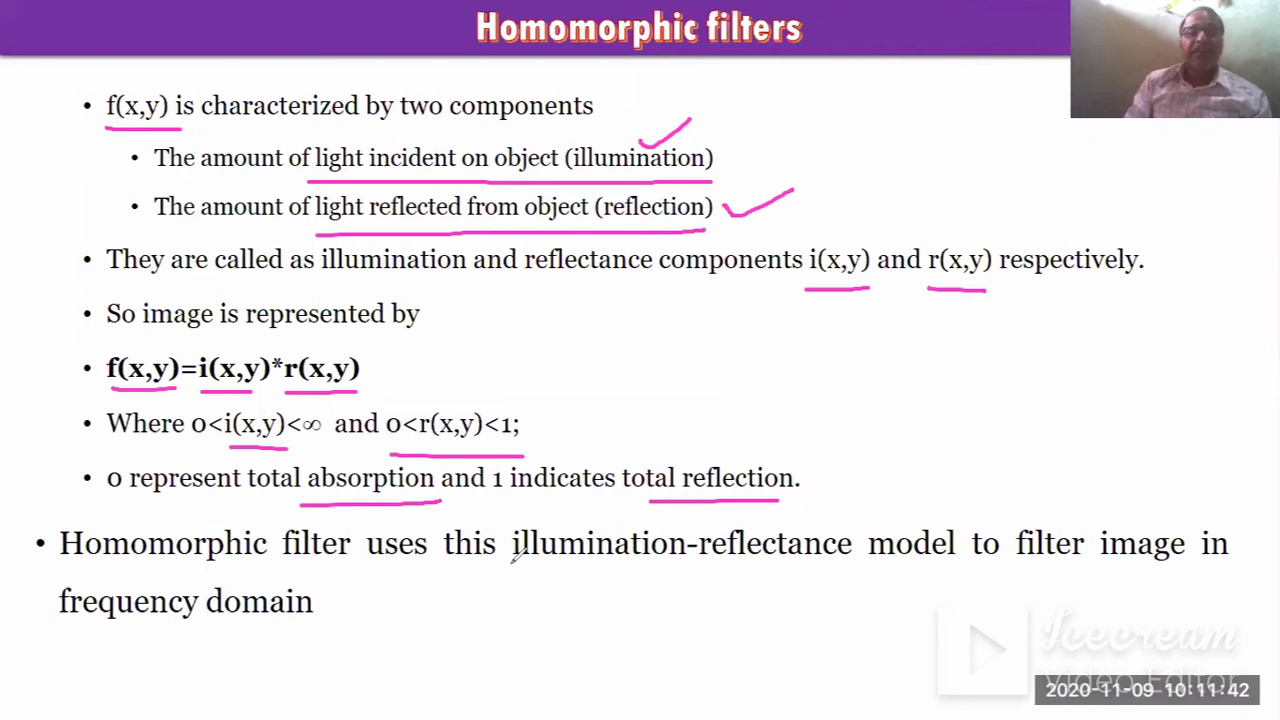 Homomorphic filters
• f(x,y) is characterized by two components
• The amount of light incident on object (illumination)
• The amount of light reflected from object (reflection)
• They are called as illumination and reflectance components i(x,y) and r(x,y) respectively.
• So image is represented by
• f(x,y)=i(x,y)*r(x,y)
• Where 0<i(x,y)<∞ and 0<r(x,y)<1;
• 0 represent total absorption and 1 indicates total reflection.
• Homomorphic filter uses this illumination-reflectance model to filter image in
frequency domain
Icecream
Video Editor
2020-11-09 10:11:42